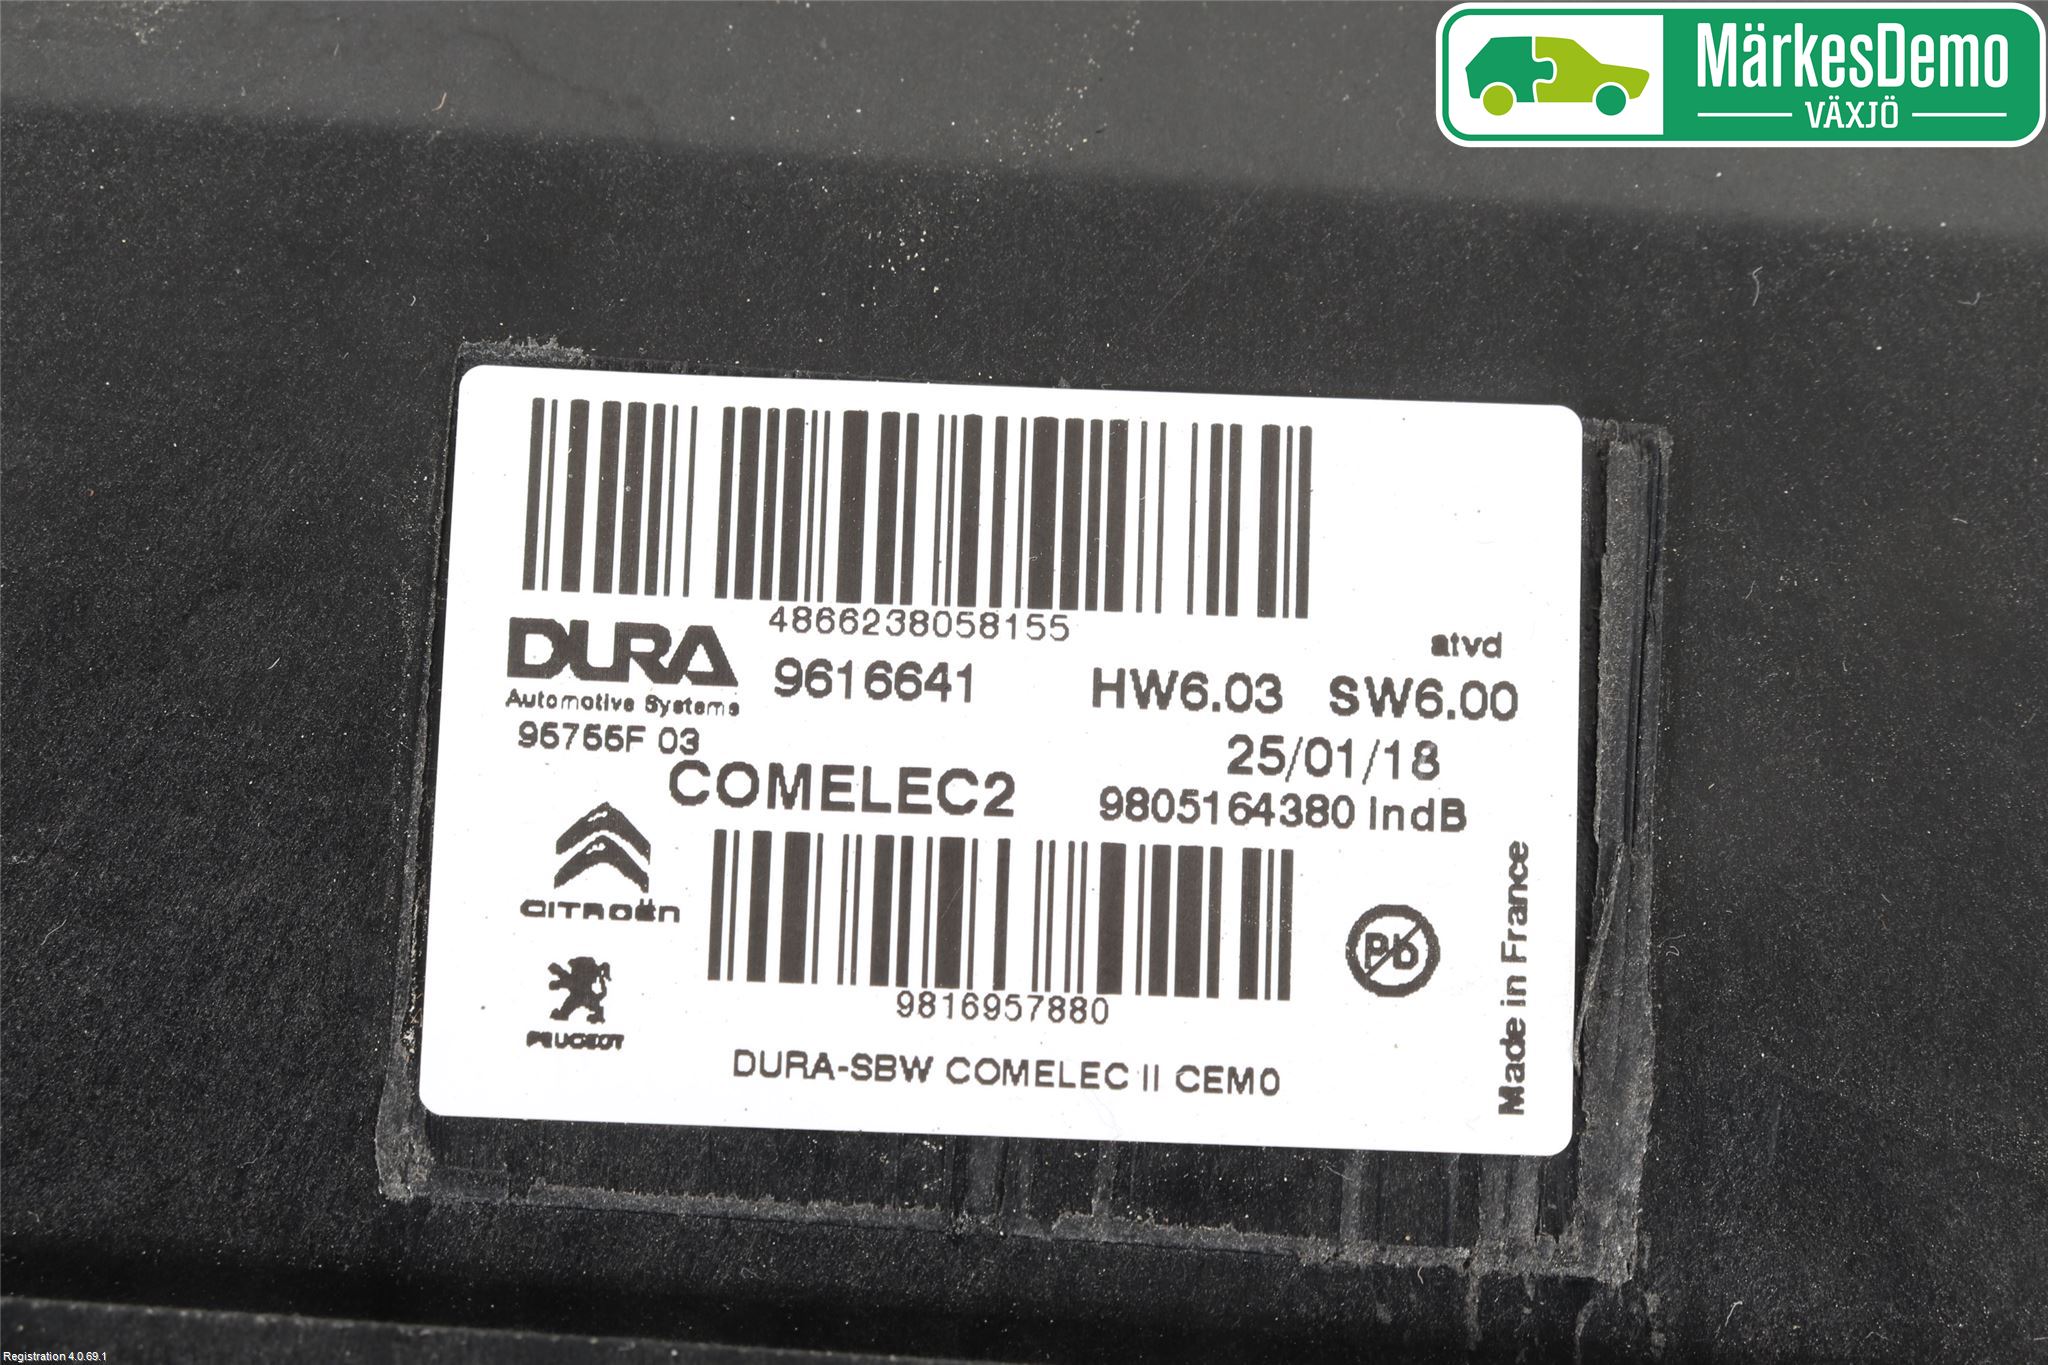 MärkesDemo
VÄXJÖ
4866238058155
DURA
Automotive Systems
atvd
9616641 HW6.03 SW6.00
95755F 03
25/01/18
COMELEC2
9805164380 IndB
CITROËN
PEUGEOT
9816957880
Pb
Made in France
DURA-SBW COMELEC II CEM0
Registration 4.0.69.1